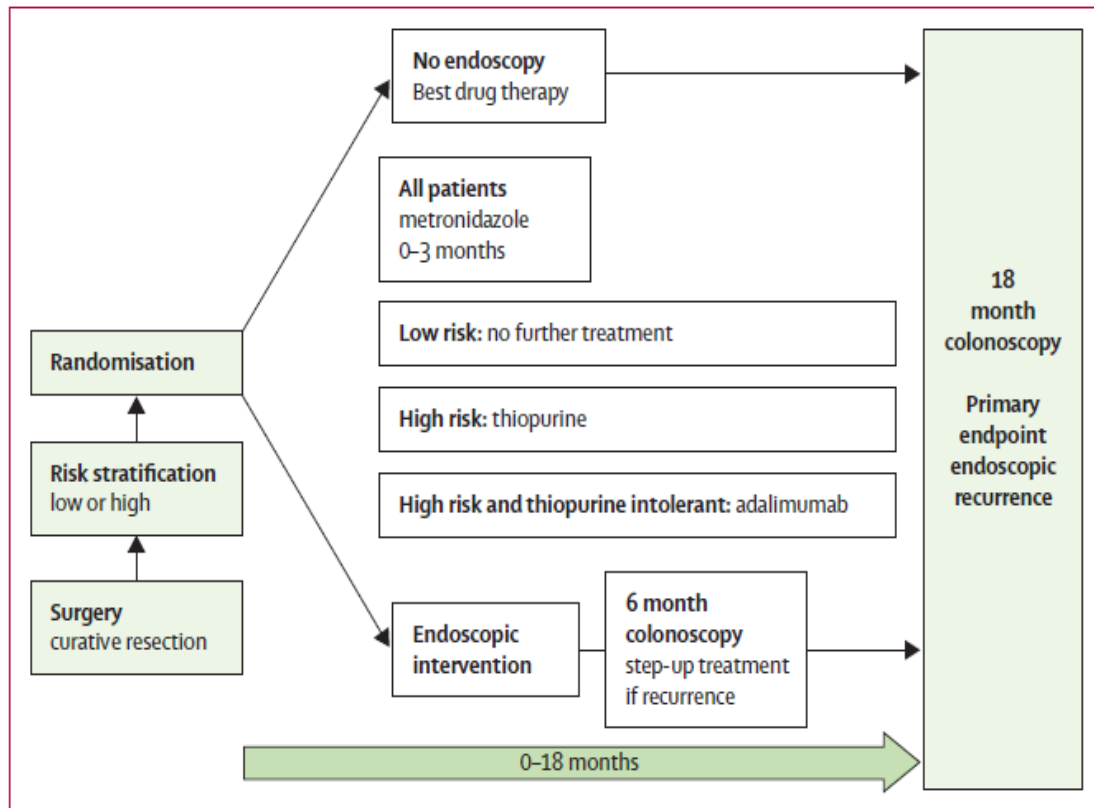 No endoscopy
Best drug therapy
All patients
metronidazole
0–3 months
Low risk: no further treatment
High risk: thiopurine
High risk and thiopurine intolerant: adalimumab
Randomisation
Risk stratification
low or high
Surgery
curative resection
Endoscopic
intervention
6 month
colonoscopy
step-up treatment
if recurrence
18
month
colonoscopy
Primary
endpoint
endoscopic
recurrence
0–18 months